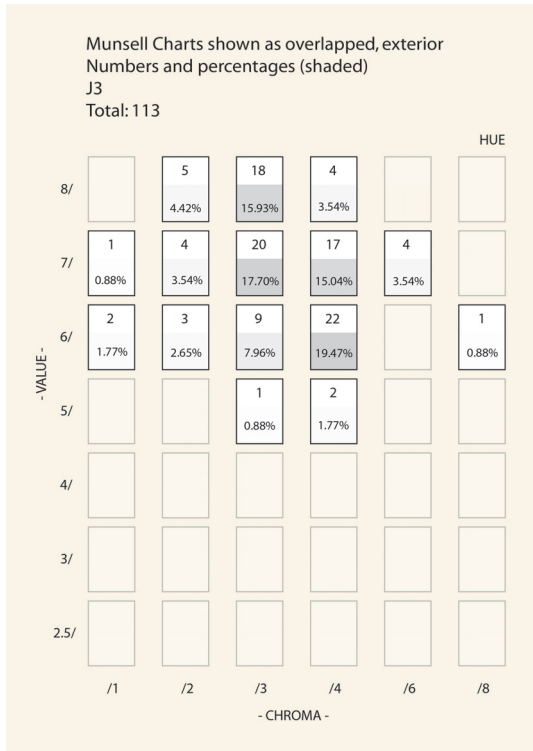 Munsell Charts shown as overlapped, exterior
Numbers and percentages (shaded)
J3
Total: 113
HUE
8/
5 18 4
4.42% 15.93% 3.54%
7/
1 4 20 17 4
0.88% 3.54% 17.70% 15.04% 3.54%
6/
2 3 9 22 1
1.77% 2.65% 7.96% 19.47% 0.88%
5/
1 2
0.88% 1.77%
4/
3/
2.5/
- VALUE -
/1 /2 /3 /4 /6 /8
- CHROMA -